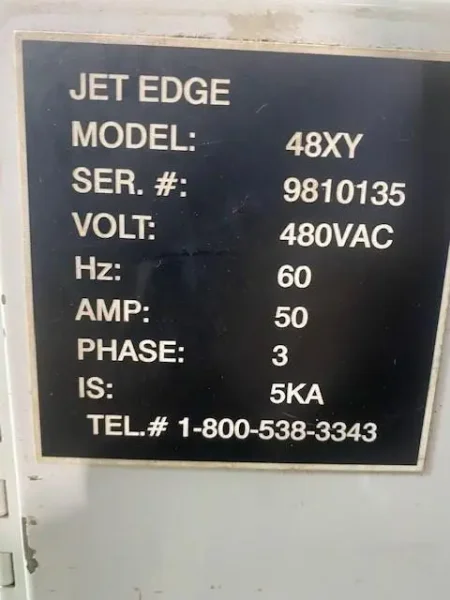 JET EDGE
MODEL: 48XY
SER. #: 9810135
VOLT: 480VAC
Hz: 60
AMP: 50
PHASE: 3
IS: 5KA
TEL.# 1-800-538-3343